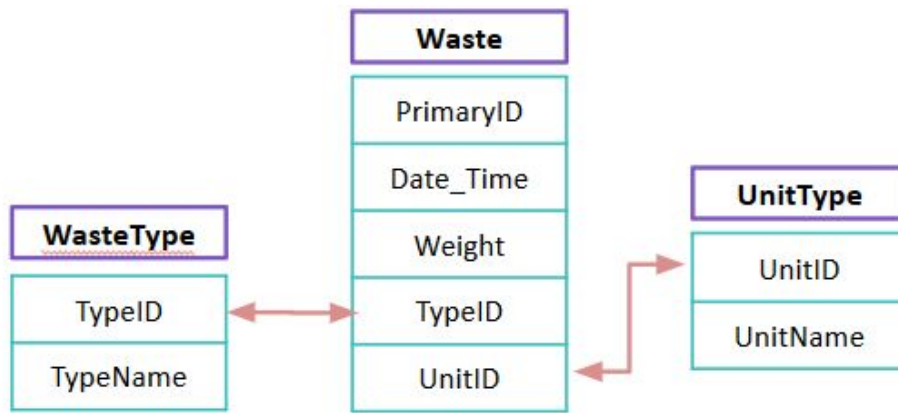 Waste
PrimaryID
Date_Time
Weight
TypeID
UnitID
WasteType
TypeID
TypeName
UnitType
UnitID
UnitName